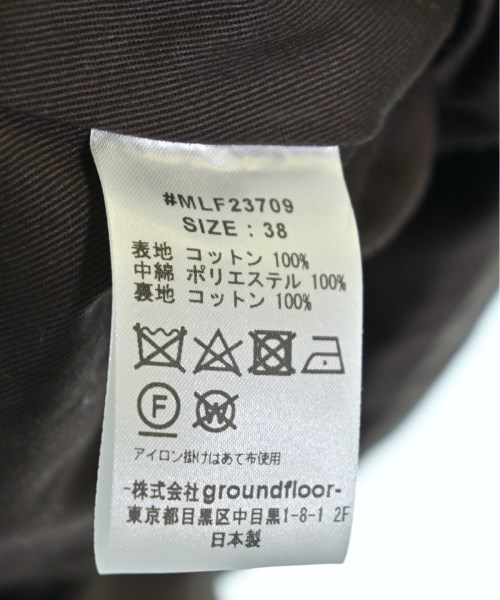 #MLF23709
SIZE : 38
表地 コットン 100%
中綿 ポリエステル 100%
裏地 コットン 100%
F W
アイロン掛けはあて布使用
-株式会社groundfloor-
東京都目黒区中目黒1-8-1 2F
日本製